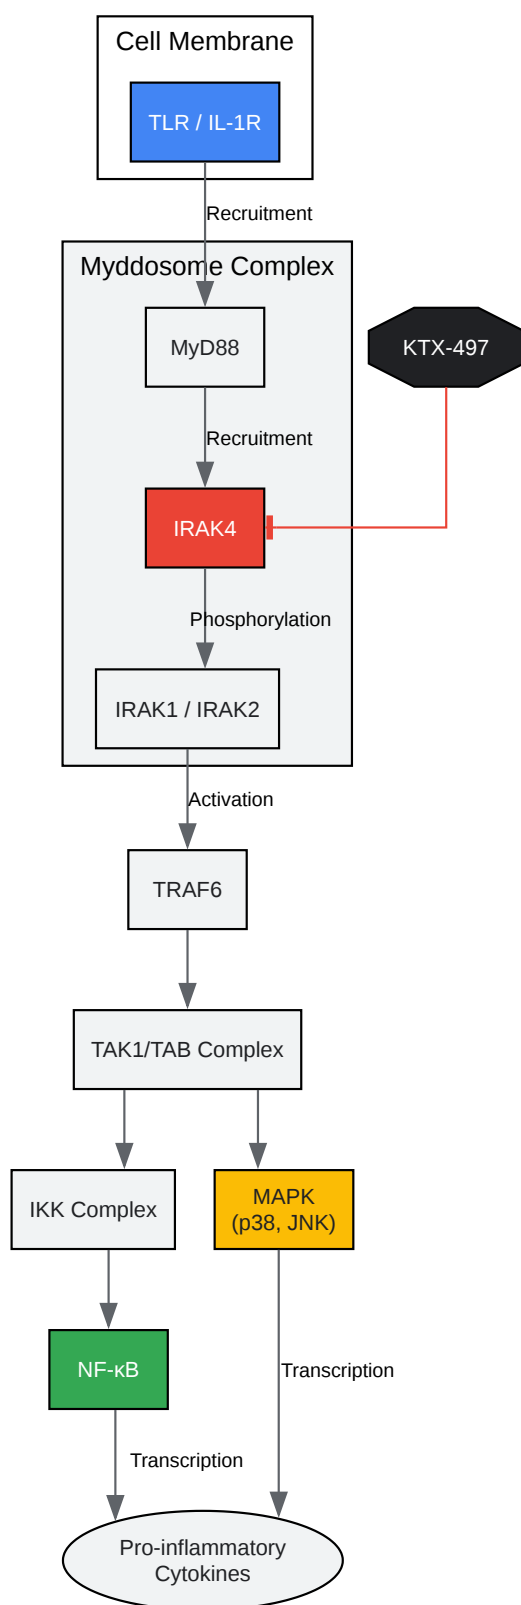 Cell Membrane
TLR / IL-1R
Recruitment
Myddosome Complex
MyD88
KTX-497
Recruitment
IRAK4
Phosphorylation
IRAK1 / IRAK2
Activation
TRAF6
TAK1/TAB Complex
IKK Complex
MAPK
(p38, JNK)
NF-κB
Transcription
Transcription
Pro-inflammatory
Cytokines